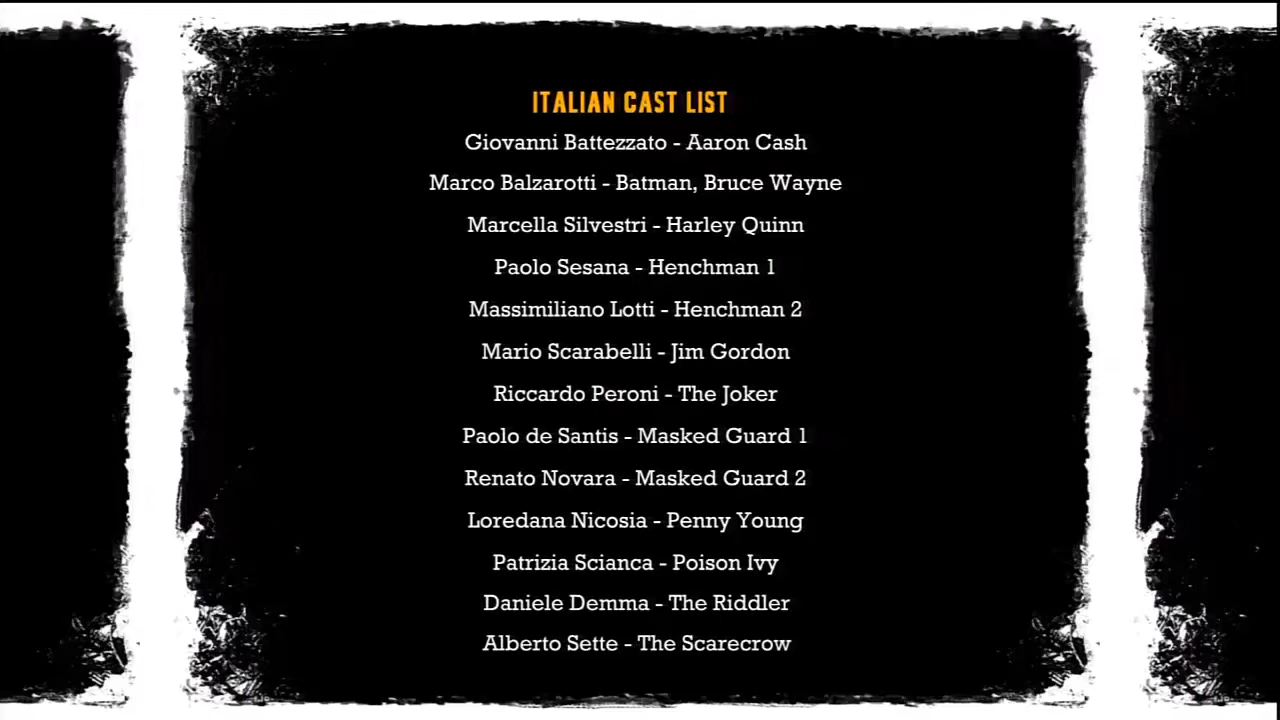 ITALIAN CAST LIST
Giovanni Battezzato - Aaron Cash
Marco Balzarotti - Batman, Bruce Wayne
Marcella Silvestri - Harley Quinn
Paolo Sesana - Henchman 1
Massimiliano Lotti - Henchman 2
Mario Scarabelli - Jim Gordon
Riccardo Peroni - The Joker
Paolo de Santis - Masked Guard 1
Renato Novara - Masked Guard 2
Loredana Nicosia - Penny Young
Patrizia Scianca - Poison Ivy
Daniele Demma - The Riddler
Alberto Sette - The Scarecrow